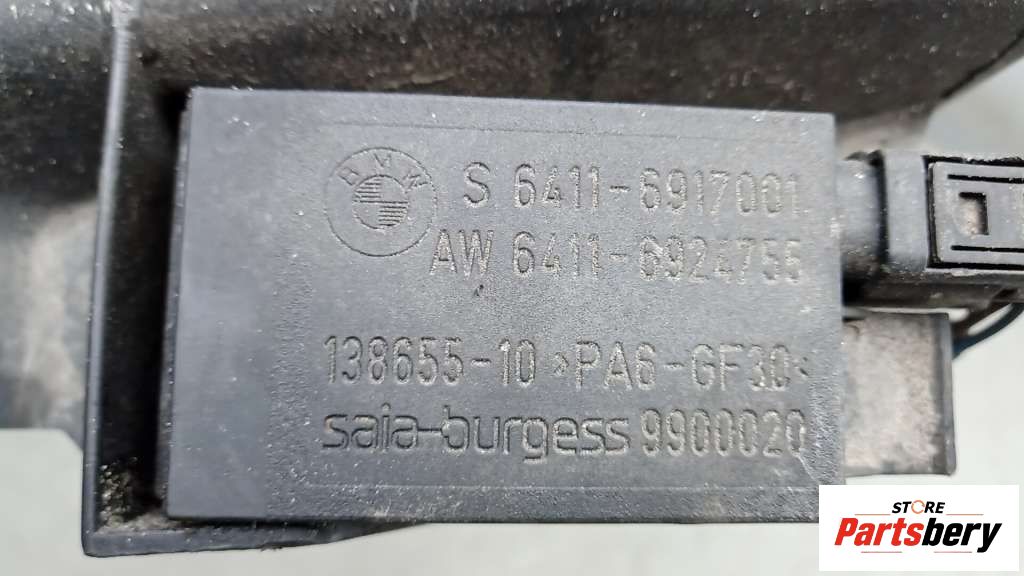 BMW
S 6411-6917001
AW 6411-6924755
138655-10 »PA6-GF30«
saia-burgess 9900020
STORE
Partsbery